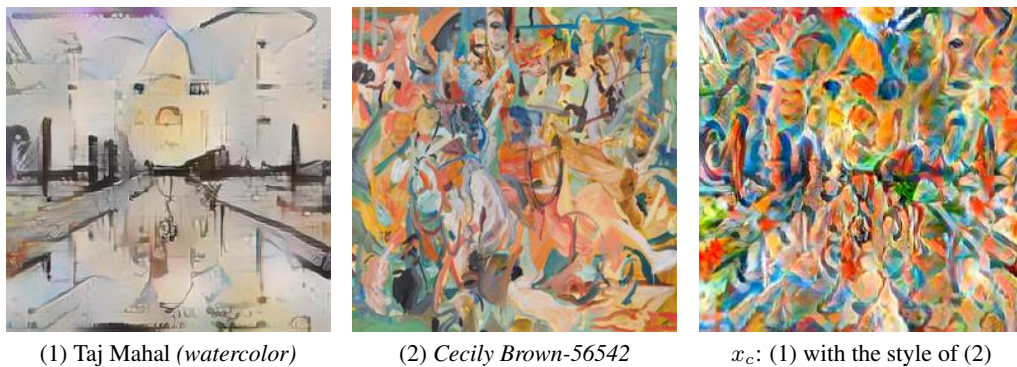 (1) Taj Mahal (watercolor)
(2) Cecily Brown-56542
x_c: (1) with the style of (2)